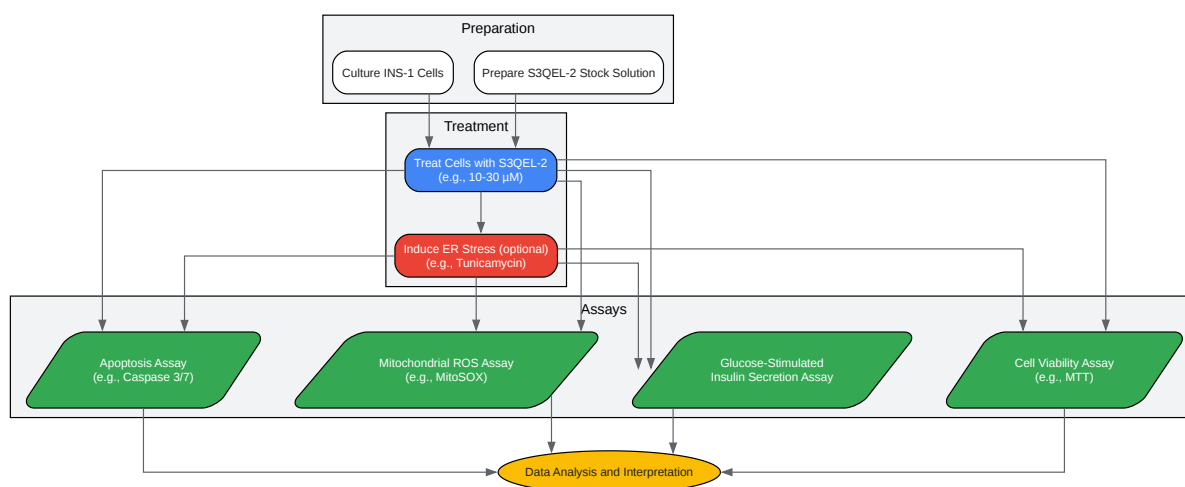 Preparation
Culture INS-1 Cells
Prepare S3QEL-2 Stock Solution
Treatment
Treat Cells with S3QEL-2
(e.g., 10-30 µM)
Induce ER Stress (optional)
(e.g., Tunicamycin)
Assays
Apoptosis Assay
(e.g., Caspase 3/7)
Mitochondrial ROS Assay
(e.g., MitoSOX)
Glucose-Stimulated
Insulin Secretion Assay
Cell Viability Assay
(e.g., MTT)
Data Analysis and Interpretation